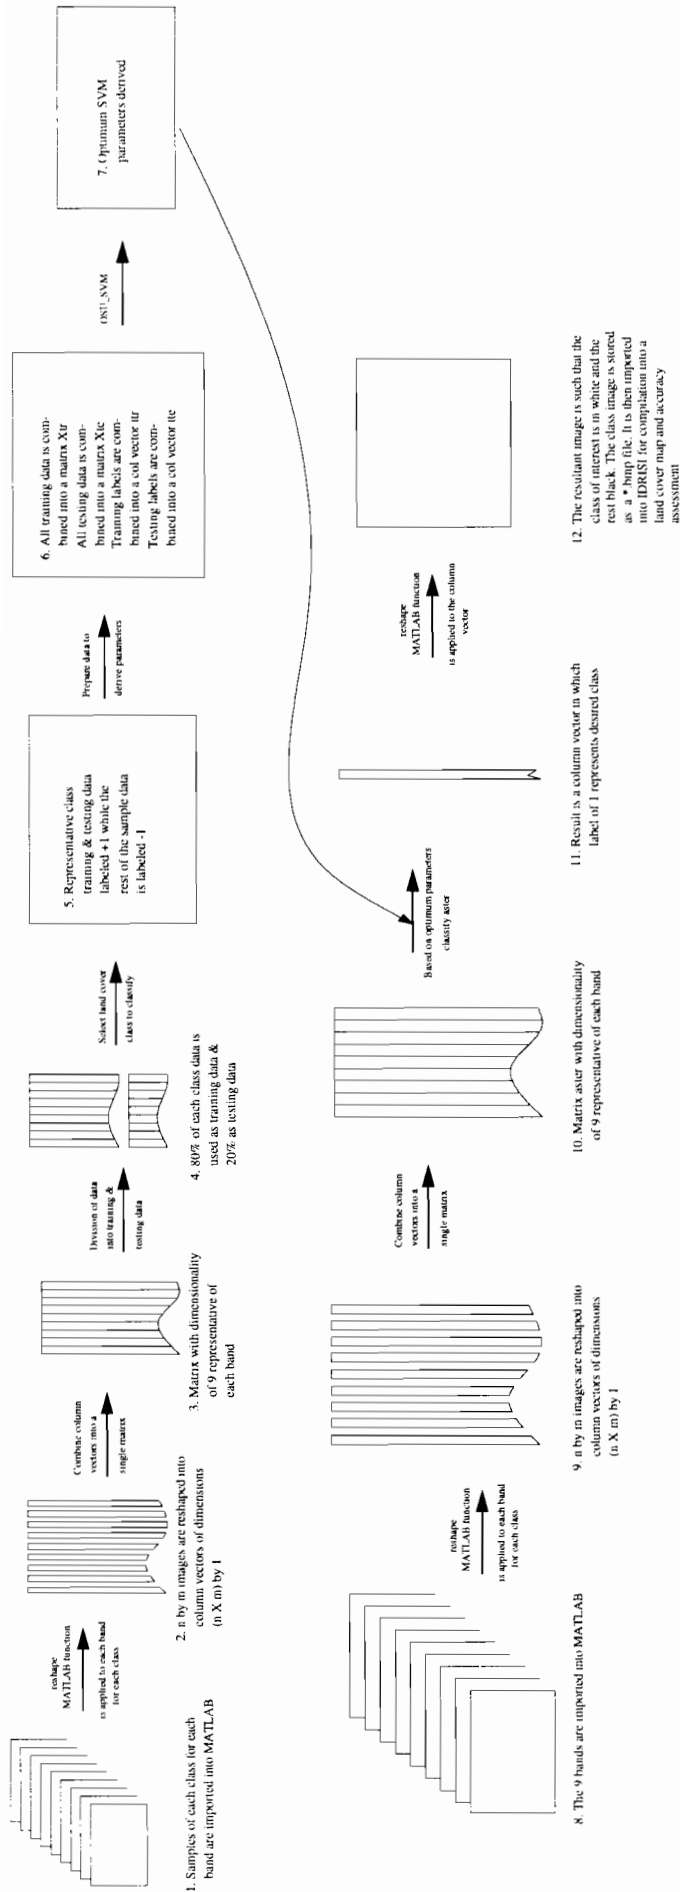 1. Samples of each class for each
band are imported into MATLAB
reshape
MATLAB function
is applied to each band
for each class
2. n by m images are reshaped into
column vectors of dimensions
(n X m) by 1
Combine column
vectors into a
single matrix
3. Matrix with dimensionality
of 9 representative of
each band
Division of data
into training &
testing data
4. 80% of each class data is
used as training data &
20% as testing data
Select land cover
class to classify
5. Representative class
training & testing data
labeled +1 while the
rest of the sample data
is labeled -1
Prepare data to
derive parameters
6. All training data is com-
bined into a matrix Xtr
All testing data is com-
bined into a matrix Xte
Training labels are com-
bined into a col vector ltr
Testing labels are com-
bined into a col vector lte
OSU_SVM
7. Optimum SVM
parameters derived
8. The 9 bands are imported into MATLAB
reshape
MATLAB function
is applied to each band
for each class
9. n by m images are reshaped into
column vectors of dimensions
(n X m) by 1
Combine column
vectors into a
single matrix
10. Matrix aster with dimensionality
of 9 representative of each band
Based on optimum parameters
classify aster
11. Result is a column vector in which
label of 1 represents desired class
reshape
MATLAB function
is applied to the column
vector
12. The resultant image is such that the
class of interest is in white and the
rest black. The class image is stored
as a *.bmp file. It is then imported
into IDRISI for compilation into a
land cover map and accuracy
assessment